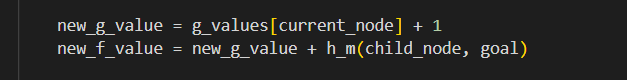 new_g_value = g_values[current_node] + 1
new_f_value = new_g_value + h_m(child_node, goal)